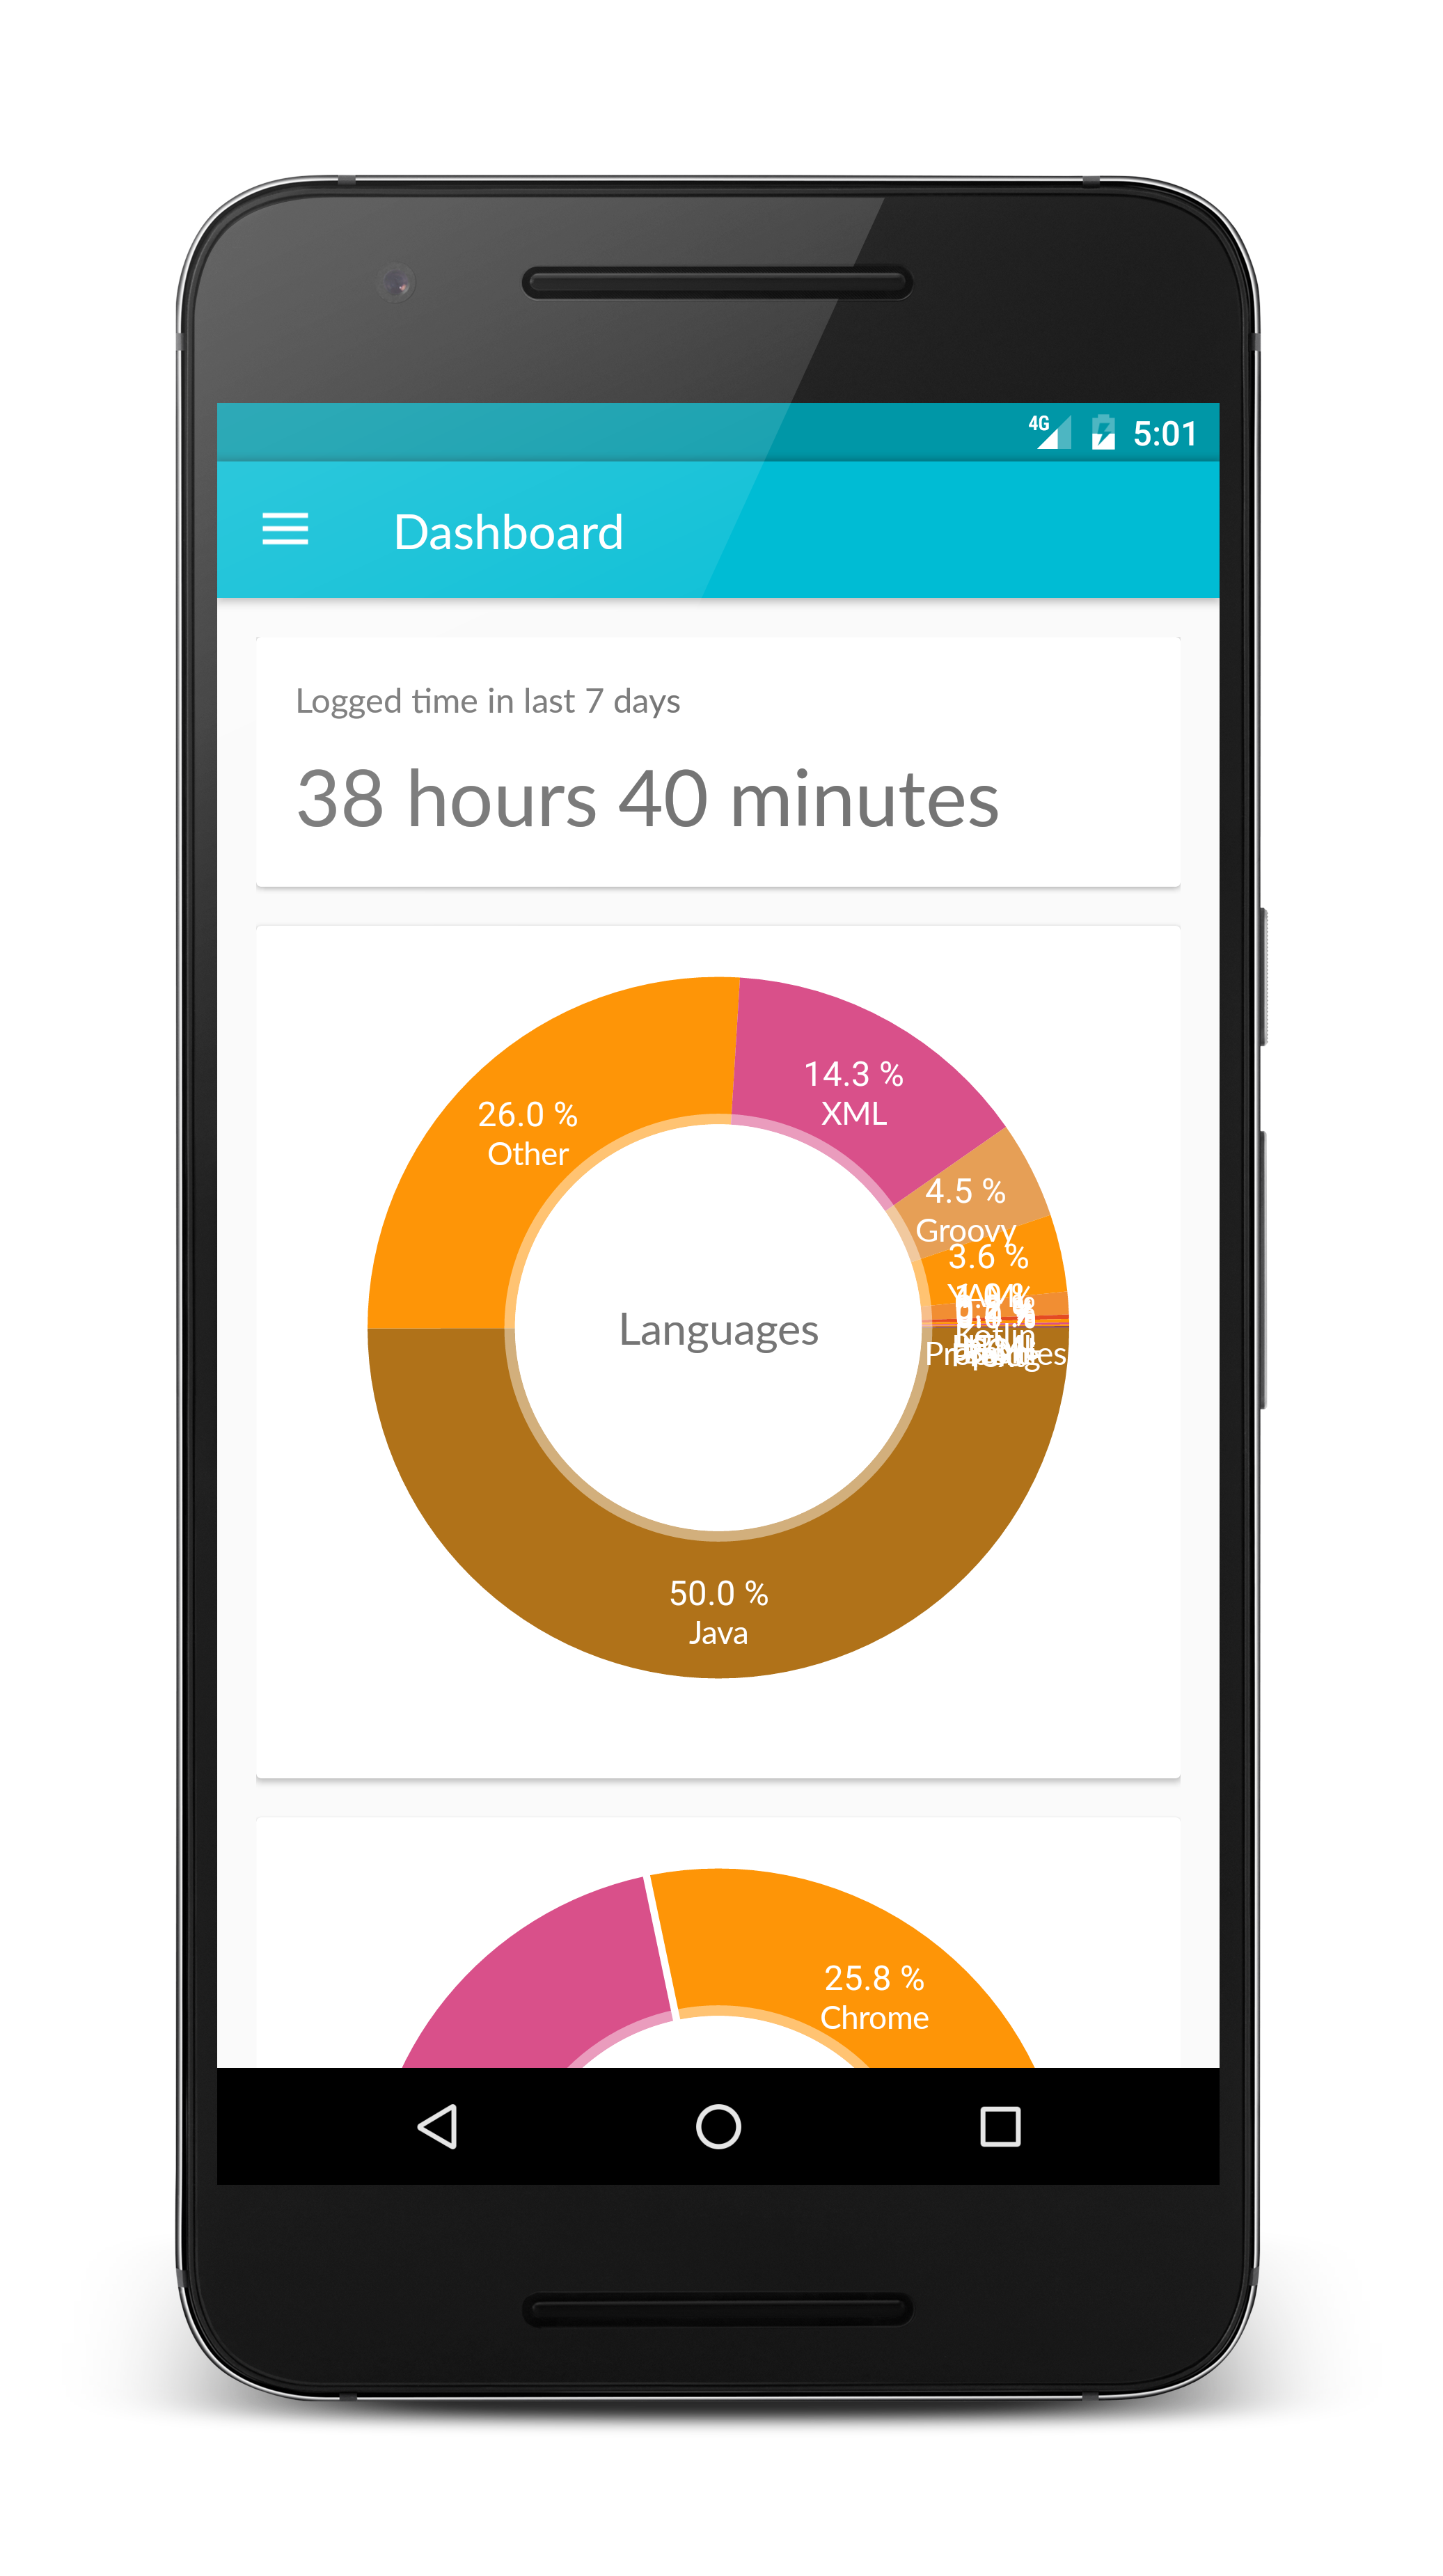 4G
5:01
Dashboard
Logged time in last 7 days
38 hours 40 minutes
14.3 %
XML
26.0 %
Other
4.5 %
Groovy
3.6 %
YAML
Kotlin
Languages
50.0 %
Java
25.8 %
Chrome